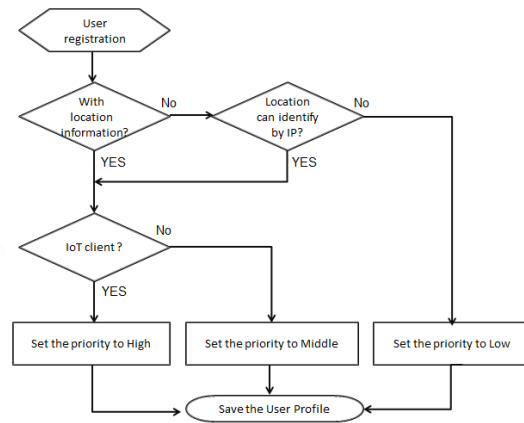 User
registration
With
location
information?
No
Location
can identify
by IP?
No
YES
YES
IoT client ?
No
YES
Set the priority to High
Set the priority to Middle
Set the priority to Low
Save the User Profile